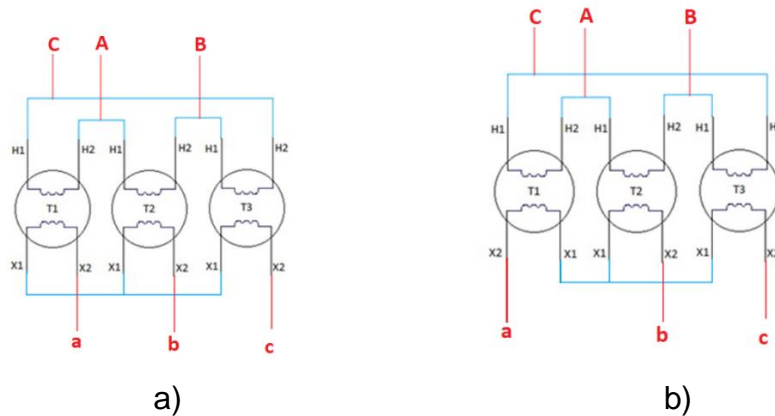 C A B
H1 H2 H1 H2 H1 H2
T1 T2 T3
X1 X2 X1 X2 X1 X2
a b c
a)
C A B
H1 H2 H1 H2 H1 H
T1 T2 T3
X2 X1 X1 X2 X1 X2
a b c
b)